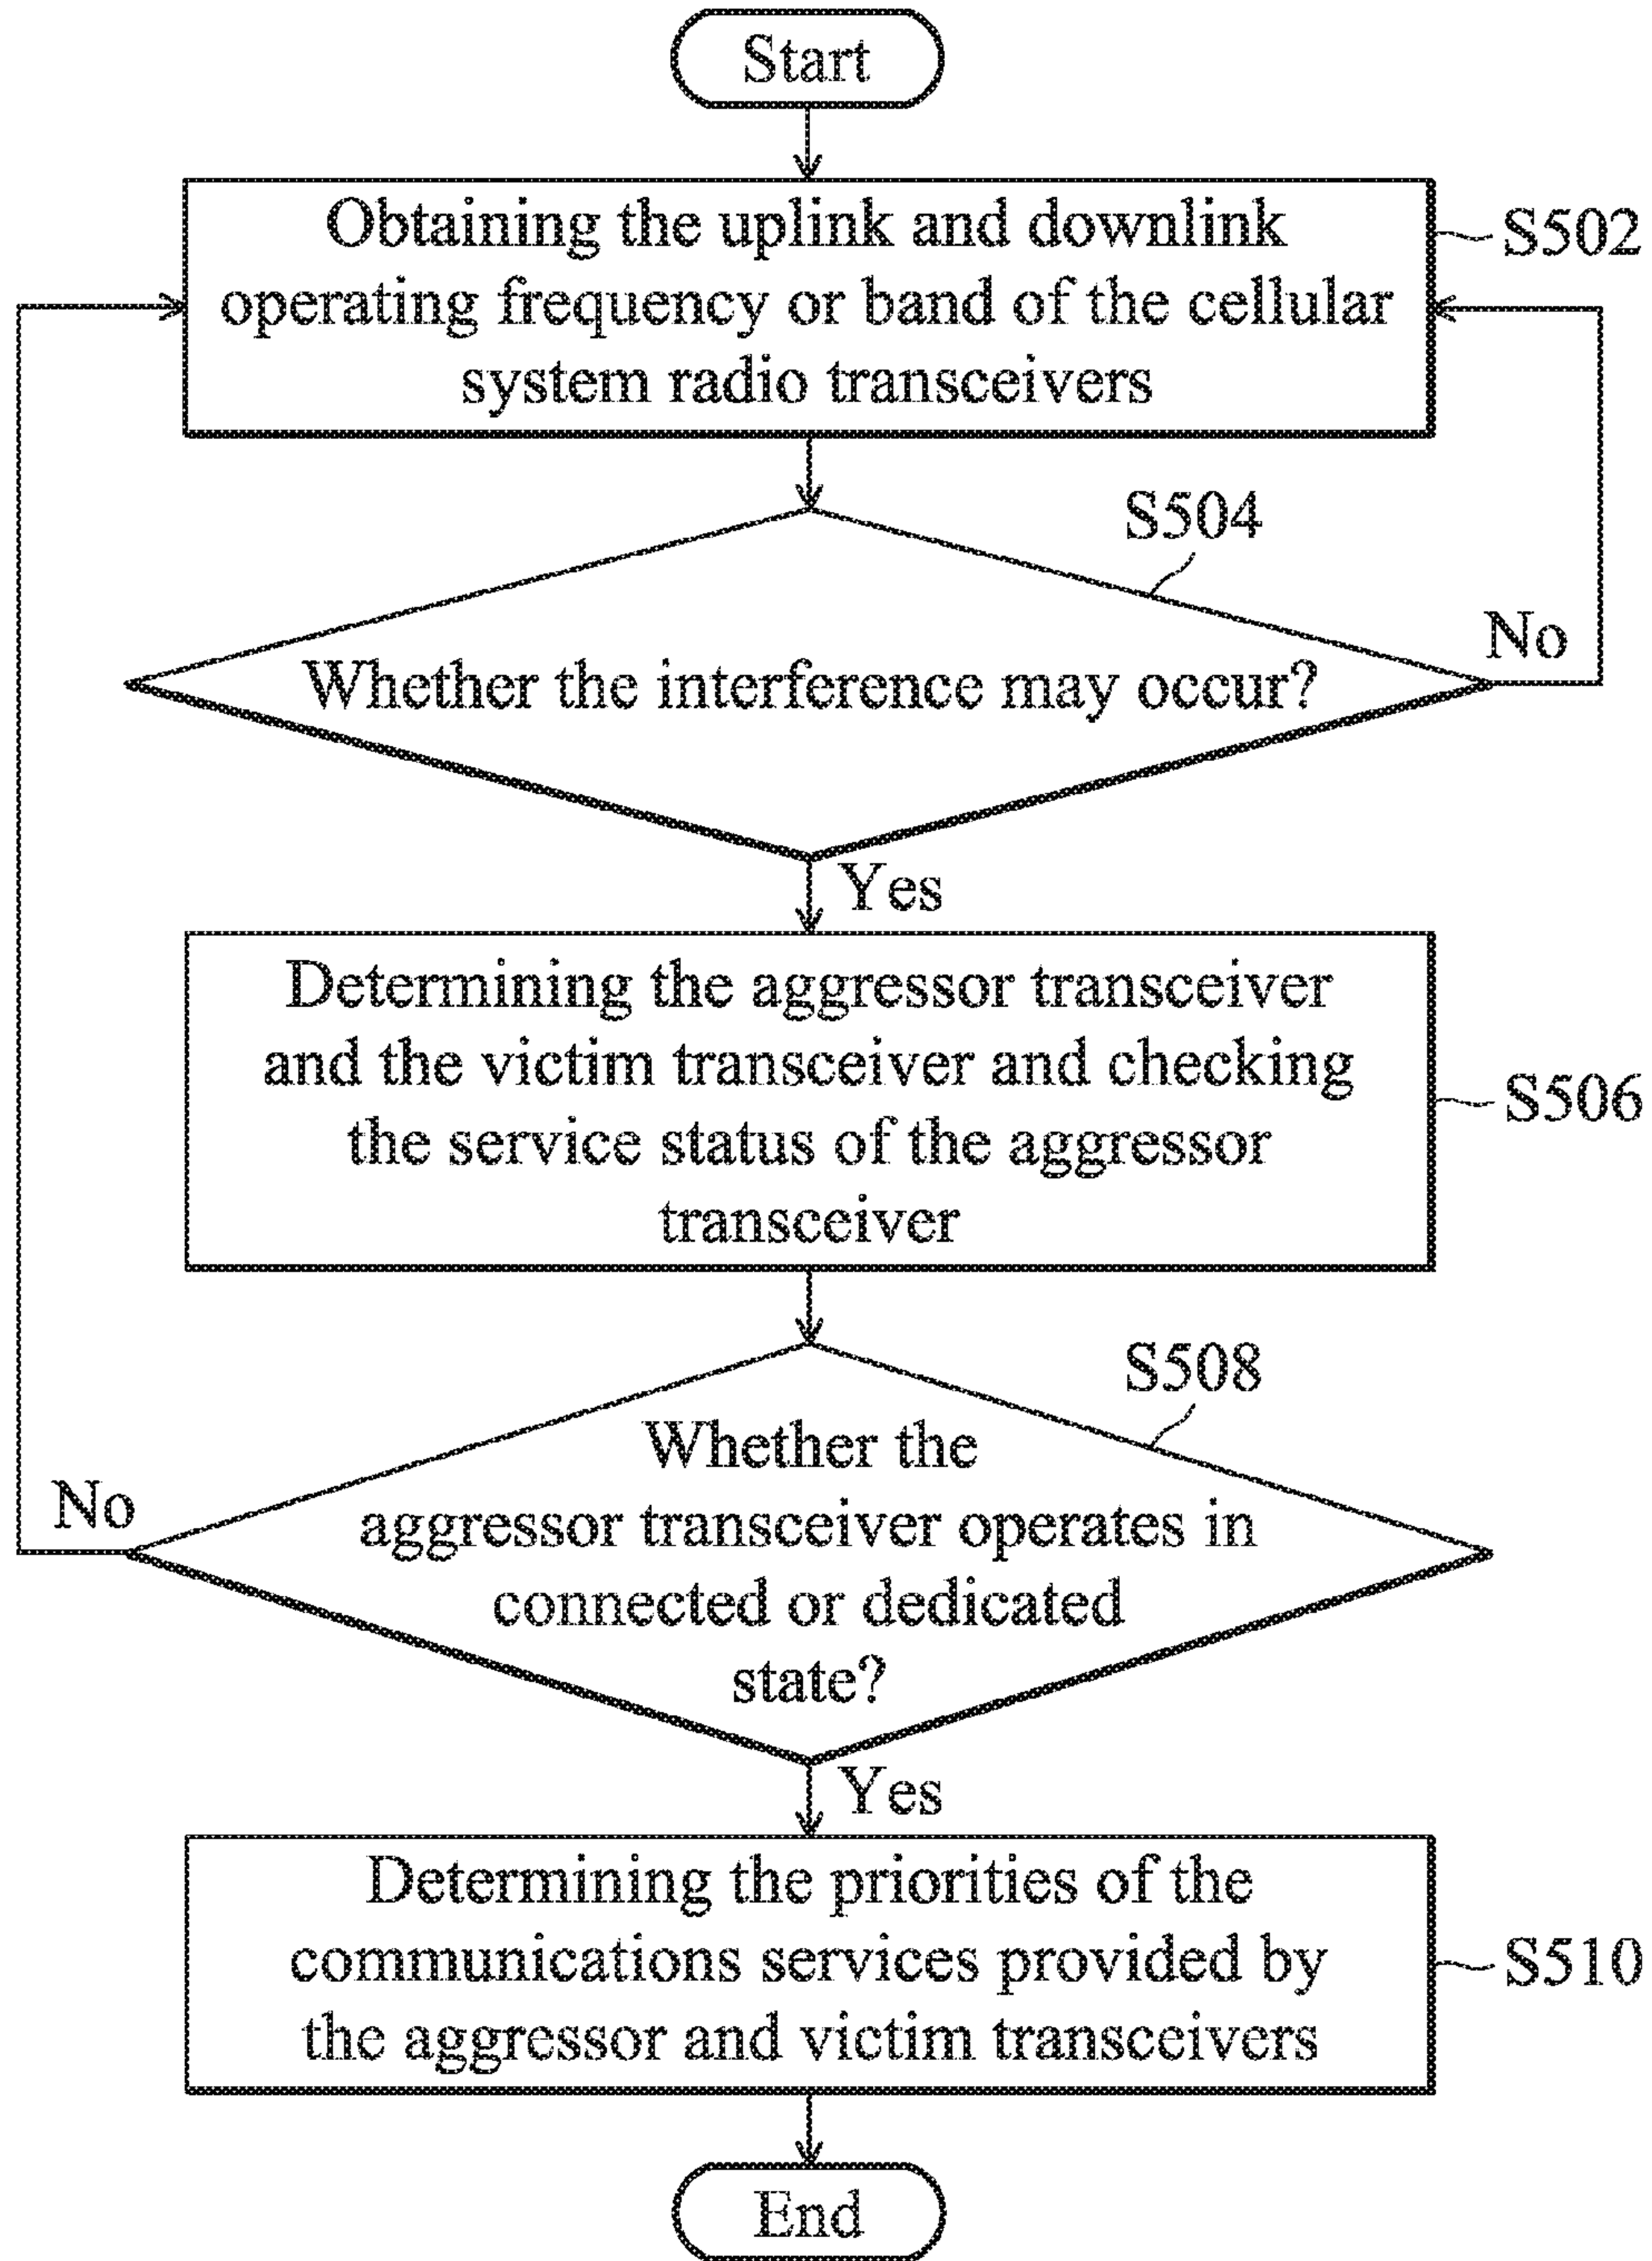 Start
Obtaining the uplink and downlink
operating frequency or band of the cellular
system radio transceivers
S502
S504
Whether the interference may occur?
No
Yes
Determining the aggressor transceiver
and the victim transceiver and checking
the service status of the aggressor
transceiver
S506
S508
Whether the
aggressor transceiver operates in
connected or dedicated
state?
No
Yes
Determining the priorities of the
communications services provided by
the aggressor and victim transceivers
S510
End